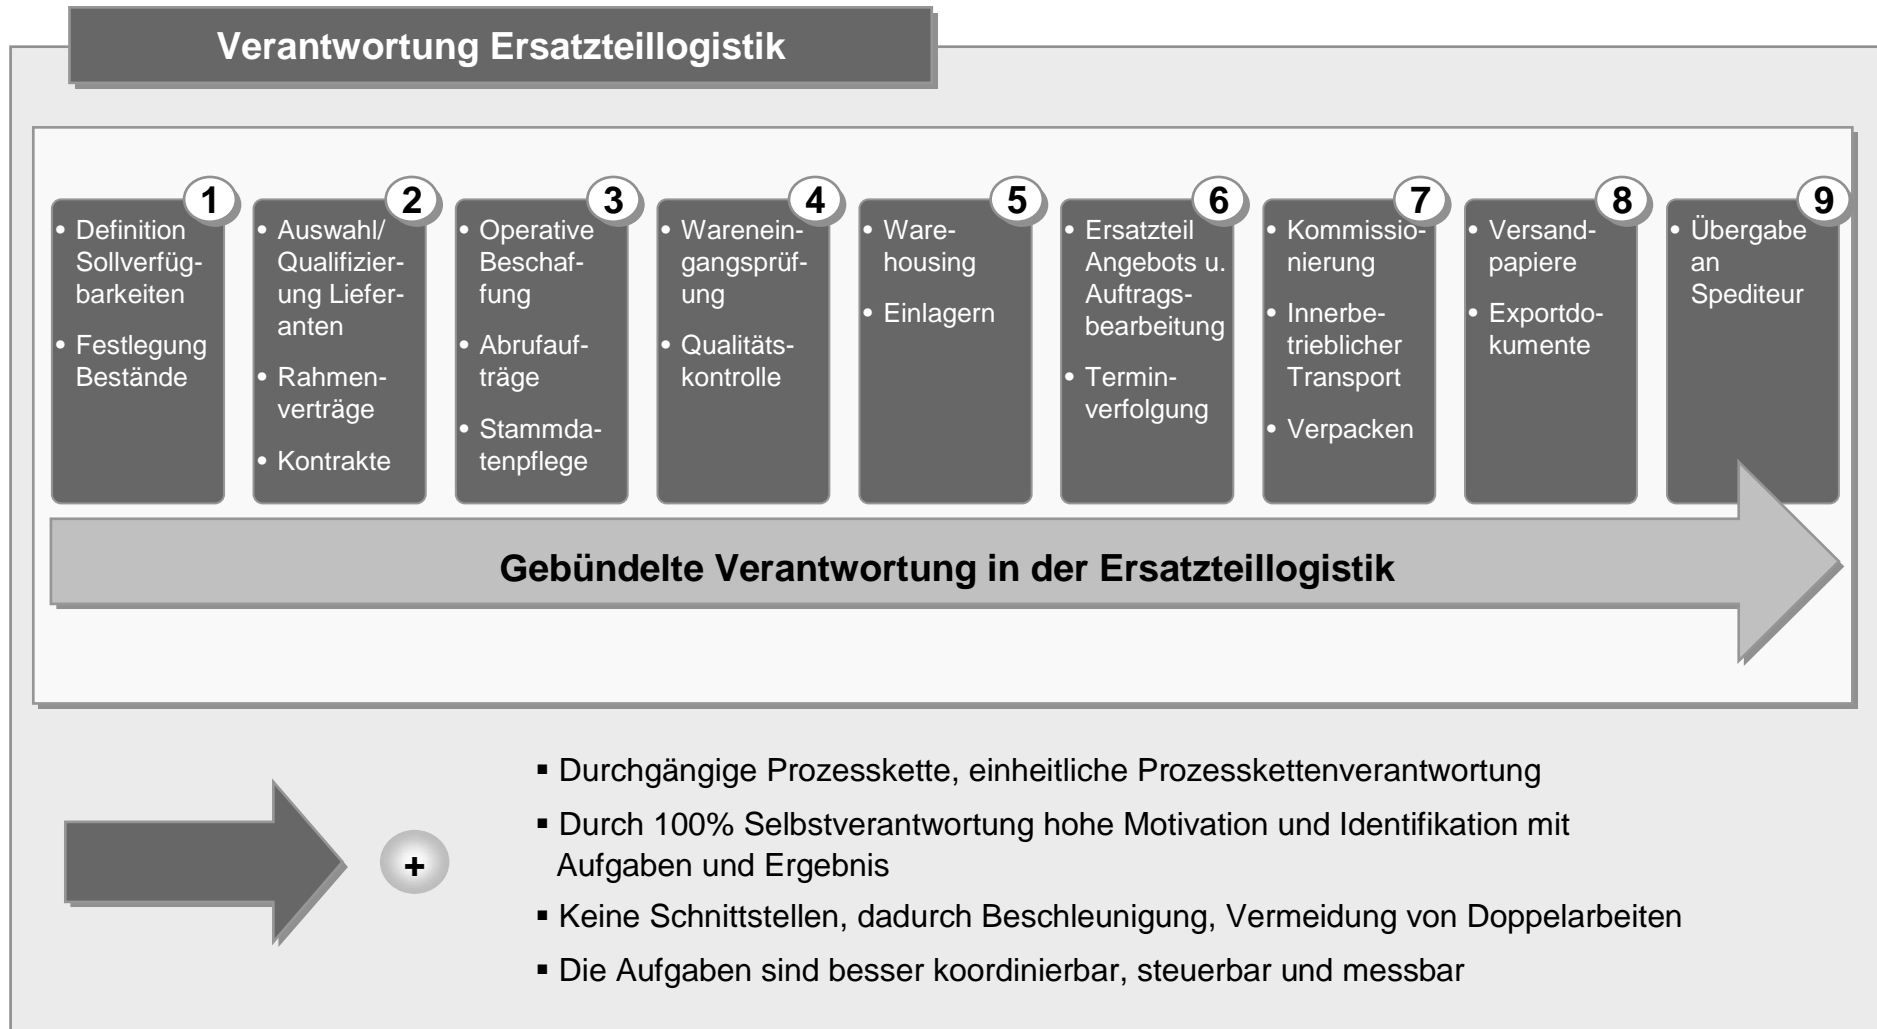 Verantwortung Ersatzteillogistik
1
• Definition
Sollverfüg-
barkeiten
• Festlegung
Bestände
2
• Auswahl/
Qualifizier-
ung Liefer-
anten
• Rahmen-
verträge
• Kontrakte
3
• Operative
Beschaf-
fung
• Abrufauf-
träge
• Stammda-
tenpflege
4
• Warenein-
gangsprüf-
ung
• Qualitäts-
kontrolle
5
• Ware-
housing
• Einlagern
6
• Ersatzteil
Angebots u.
Auftrags-
bearbeitung
• Termin-
verfolgung
7
• Kommissio-
nierung
• Innerbe-
trieblicher
Transport
• Verpacken
8
• Versand-
papiere
• Exportdo-
kumente
9
• Übergabe
an
Spediteur
Gebündelte Verantwortung in der Ersatzteillogistik
+
▪ Durchgängige Prozesskette, einheitliche Prozesskettenverantwortung
▪ Durch 100% Selbstverantwortung hohe Motivation und Identifikation mit
Aufgaben und Ergebnis
▪ Keine Schnittstellen, dadurch Beschleunigung, Vermeidung von Doppelarbeiten
▪ Die Aufgaben sind besser koordinierbar, steuerbar und messbar